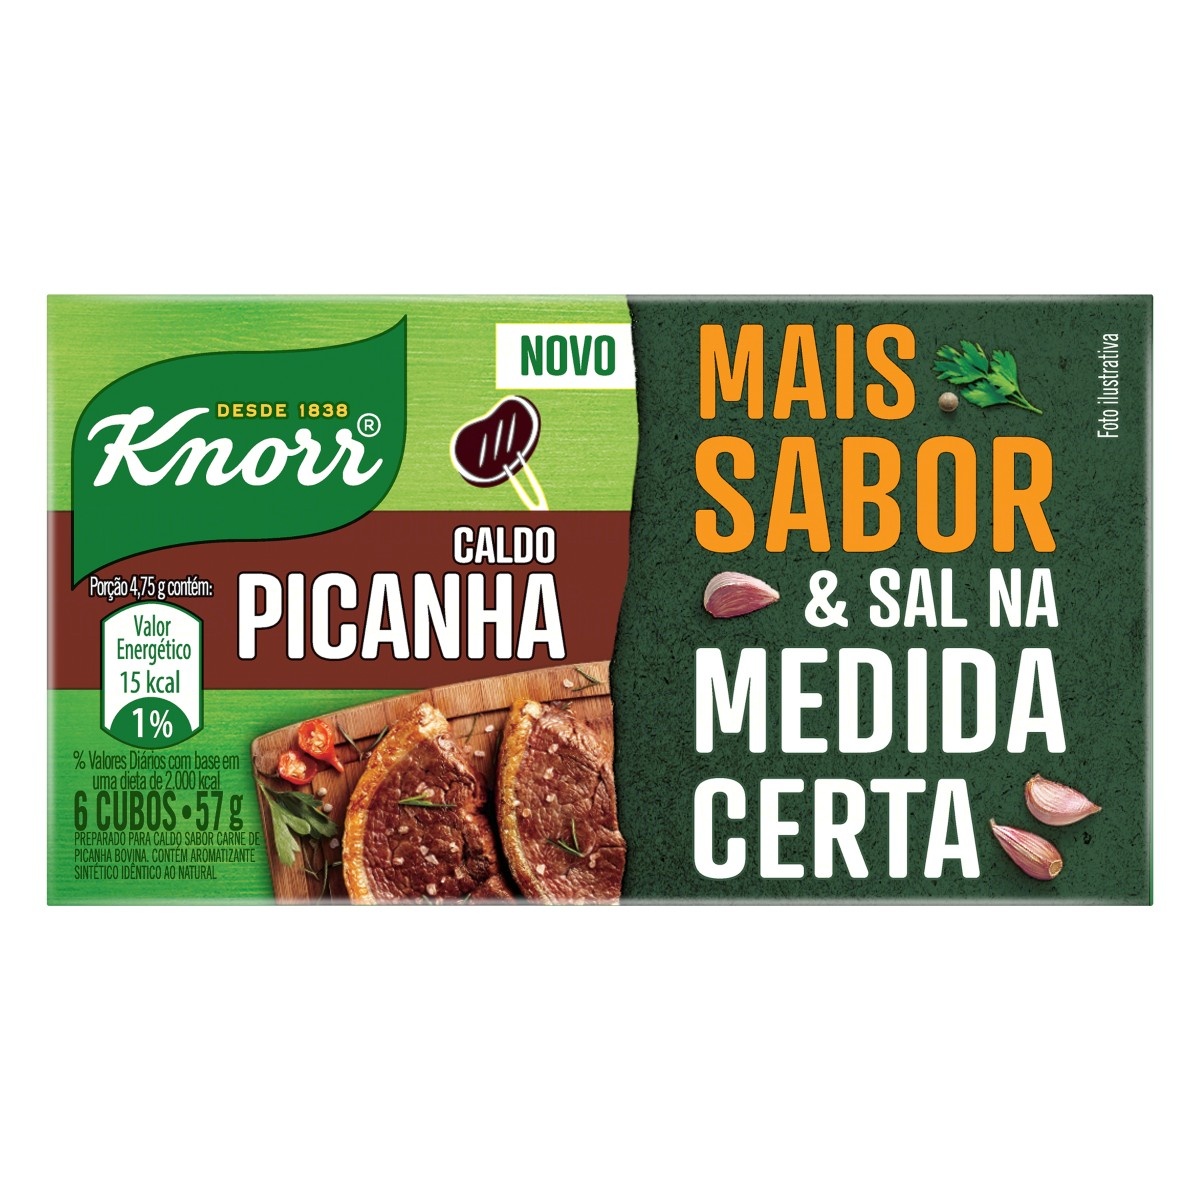 DESDE 1838
Knorr®
NOVO
CALDO
PICANHA
Porção 4,75 g contém:
Valor
Energético
15 kcal
1%
% Valores Diários com base em
uma dieta de 2.000 kcal
6 CUBOS • 57 g
PREPARADO PARA CALDO SABOR CARNE DE
PICANHA BOVINA. CONTÉM AROMATIZANTE
SINTÉTICO IDÊNTICO AO NATURAL
MAIS
SABOR
& SAL NA
MEDIDA
CERTA
Foto ilustrativa